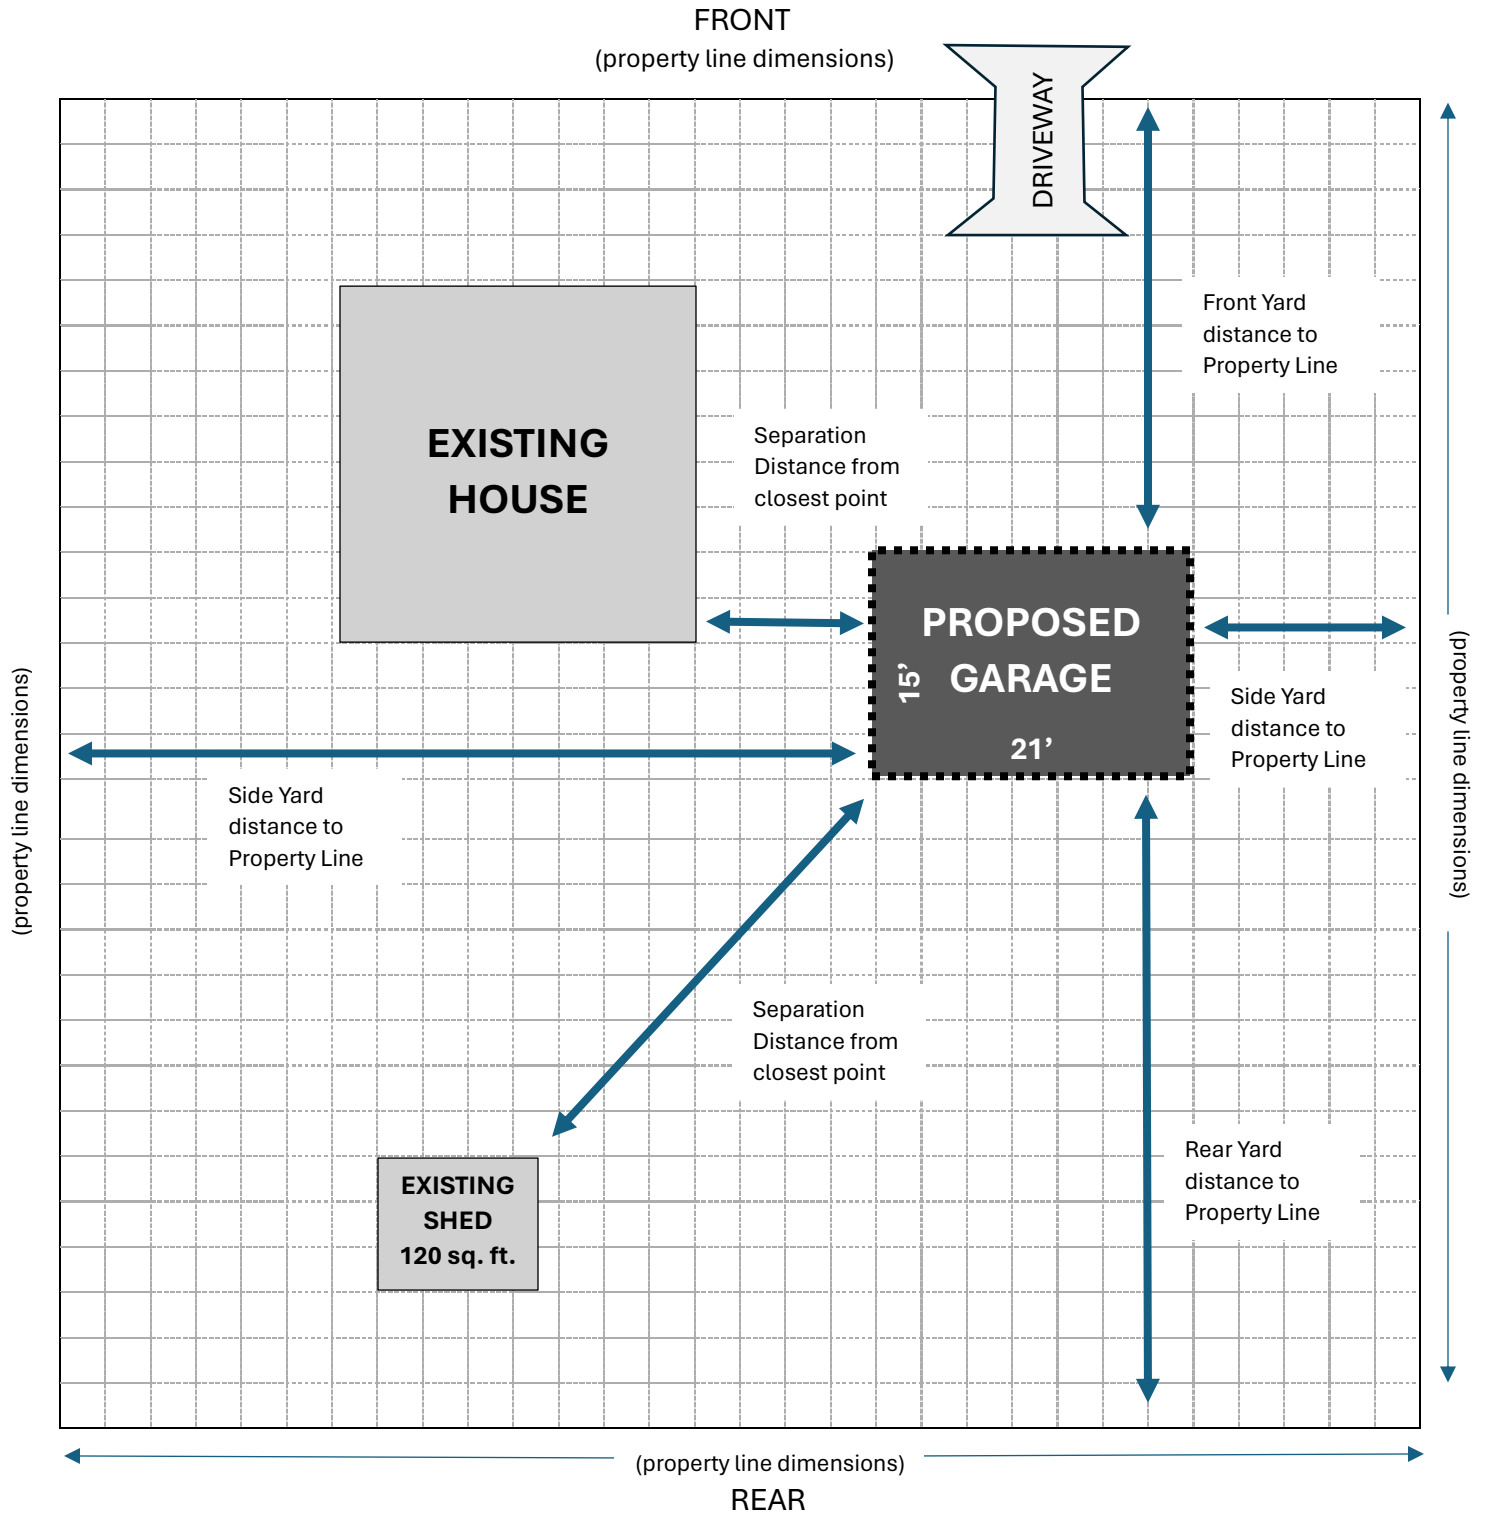 FRONT
(property line dimensions)
DRIVEWAY
Front Yard
distance to
Property Line
EXISTING
HOUSE
Separation
Distance from
closest point
PROPOSED
GARAGE
15’
21’
Side Yard
distance to
Property Line
(property line dimensions)
(property line dimensions)
Side Yard
distance to
Property Line
Separation
Distance from
closest point
Rear Yard
distance to
Property Line
EXISTING
SHED
120 sq. ft.
(property line dimensions)
REAR